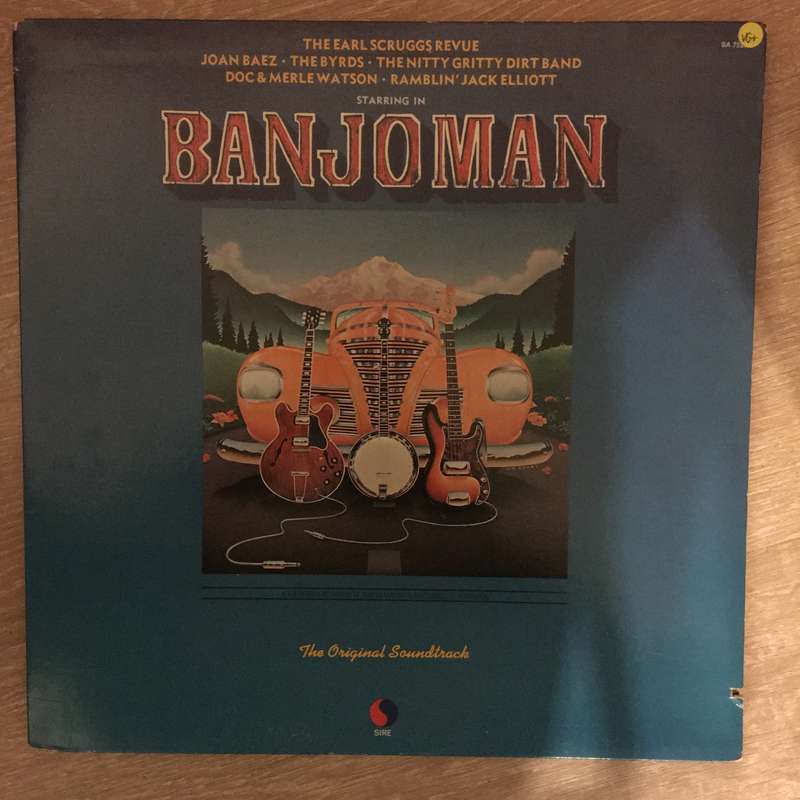 THE EARL SCRUGGS REVUE
JOAN BAEZ · THE BYRDS · THE NITTY GRITTY DIRT BAND
DOC & MERLE WATSON · RAMBLIN' JACK ELLIOTT
VG+
STARRING IN
BANJOMAN
The Original Soundtrack
SIRE